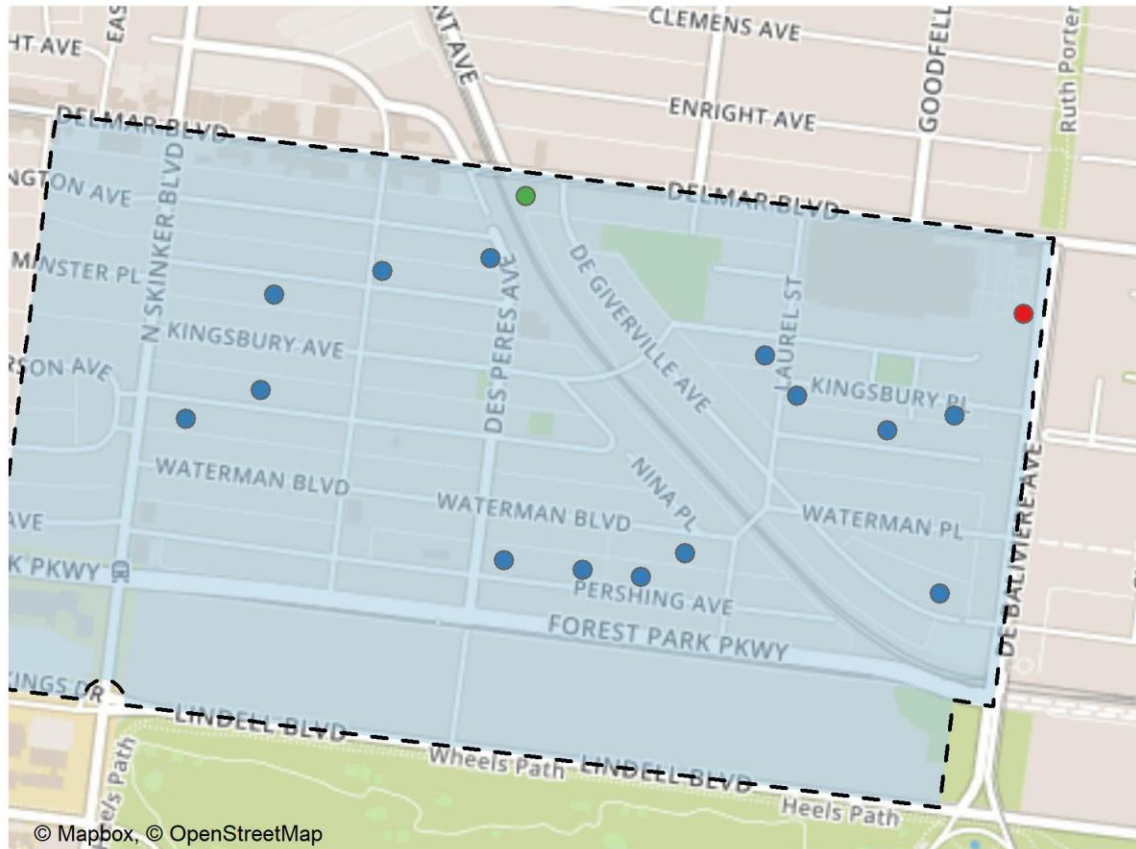 EAS
NT AVE
CLEMENS AVE
GOODFELL
Ruth Porter
HT AVE
ENRIGHT AVE
DELMAR BLVD
NGTON AVE
N SKINKER BLVD
DELMAR BLVD
MINSTER PL
DES PERES AVE
DE GIVERVILLE AVE
LAUREL ST
KINGSBURY AVE
RSON AVE
KINGSBURY PL
WATERMAN BLVD
NINA PL
WATERMAN BLVD
WATERMAN PL
AVE
K PKWY
PERSHING AVE
FOREST PARK PKWY
DE BALIVIERE AVE
KINGS DR
LINDELL BLVD
Wheels Path
LINDELL BLVD
Heels Path
els Path
© Mapbox, © OpenStreetMap